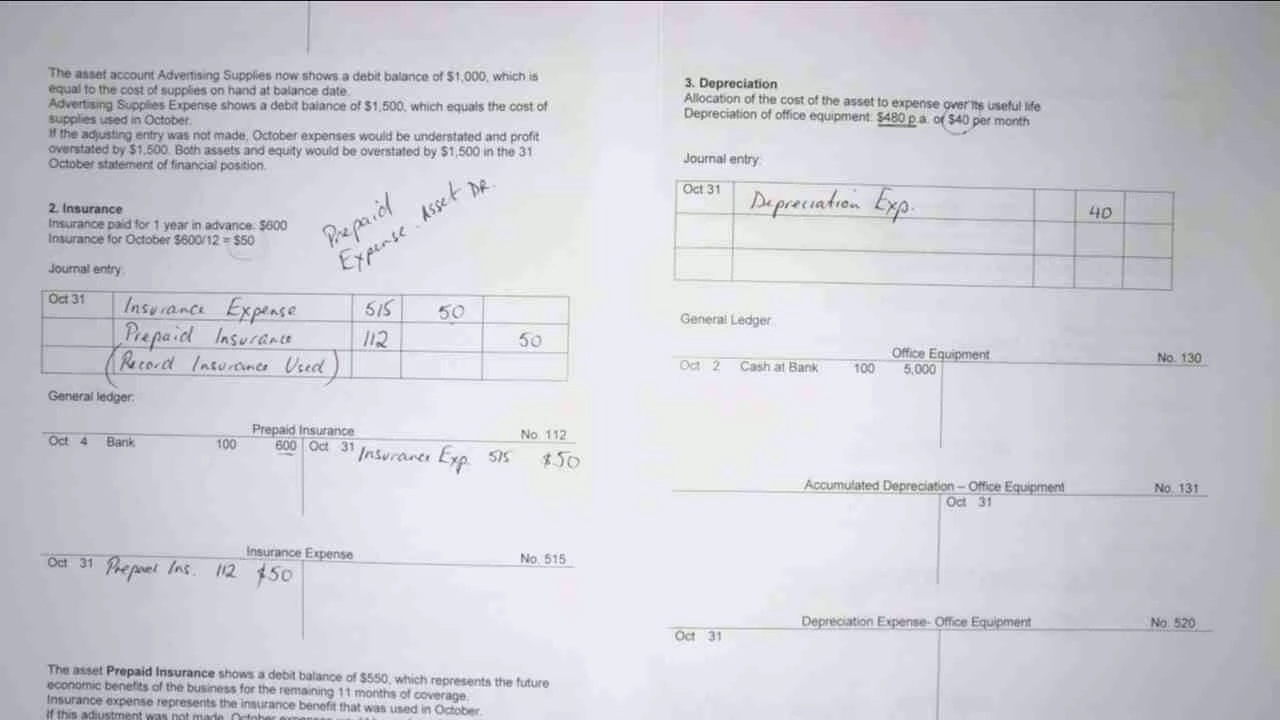 The asset account Advertising Supplies now shows a debit balance of $1,000, which is
equal to the cost of supplies on hand at balance date.
Advertising Supplies Expense shows a debit balance of $1,500, which equals the cost of
supplies used in October.
If the adjusting entry was not made, October expenses would be understated and profit
overstated by $1,500. Both assets and equity would be overstated by $1,500 in the 31
October statement of financial position.
2. Insurance
Insurance paid for 1 year in advance: $600
Insurance for October $600/12 = $50
Prepaid
Expense. Asset DR.
Journal entry:
Oct 31 Insurance Expense 515 50
Prepaid Insurance 112 50
(Record Insurance Used)
General ledger:
Prepaid Insurance No. 112
Oct 4 Bank 100 600 Oct 31 Insurance Exp. 515 $50
Insurance Expense No. 515
Oct 31 Prepaid Ins. 112 $50
The asset Prepaid Insurance shows a debit balance of $550, which represents the future
economic benefits of the business for the remaining 11 months of coverage.
Insurance expense represents the insurance benefit that was used in October.
If this adjustment was not made, October
3. Depreciation
Allocation of the cost of the asset to expense over its useful life
Depreciation of office equipment: $480 p.a. or $40 per month
Journal entry:
Oct 31 Depreciation Exp. 40
General Ledger:
Office Equipment No. 130
Oct 2 Cash at Bank 100 5,000
Accumulated Depreciation – Office Equipment No. 131
Oct 31
Depreciation Expense- Office Equipment No. 520
Oct 31